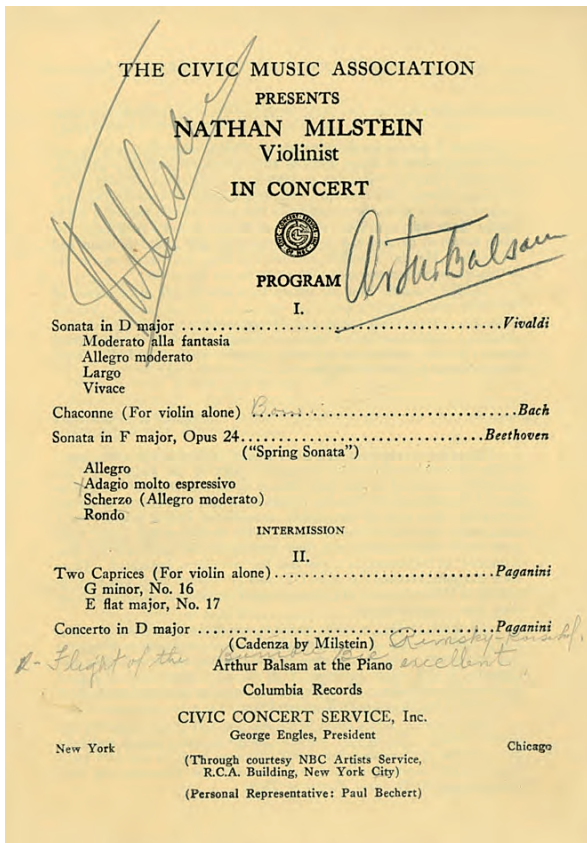 THE CIVIC MUSIC ASSOCIATION
PRESENTS
NATHAN MILSTEIN
Violinist
IN CONCERT
Artur Balsam
PROGRAM
I.
Sonata in D major ........................................Vivaldi
Moderato alla fantasia
Allegro moderato
Largo
Vivace
Chaconne (For violin alone) ..............................Bach
Sonata in F major, Opus 24..............................Beethoven
("Spring Sonata")
Allegro
Adagio molto espressivo
Scherzo (Allegro moderato)
Rondo
INTERMISSION
II.
Two Caprices (For violin alone)...........................Paganini
G minor, No. 16
E flat major, No. 17
Concerto in D major .....................................Paganini
(Cadenza by Milstein)
Flight of the Bumble Bee excellent
Arthur Balsam at the Piano
Columbia Records
CIVIC CONCERT SERVICE, Inc.
George Engles, President
New York Chicago
(Through courtesy NBC Artists Service,
R.C.A. Building, New York City)
(Personal Representative: Paul Bechert)